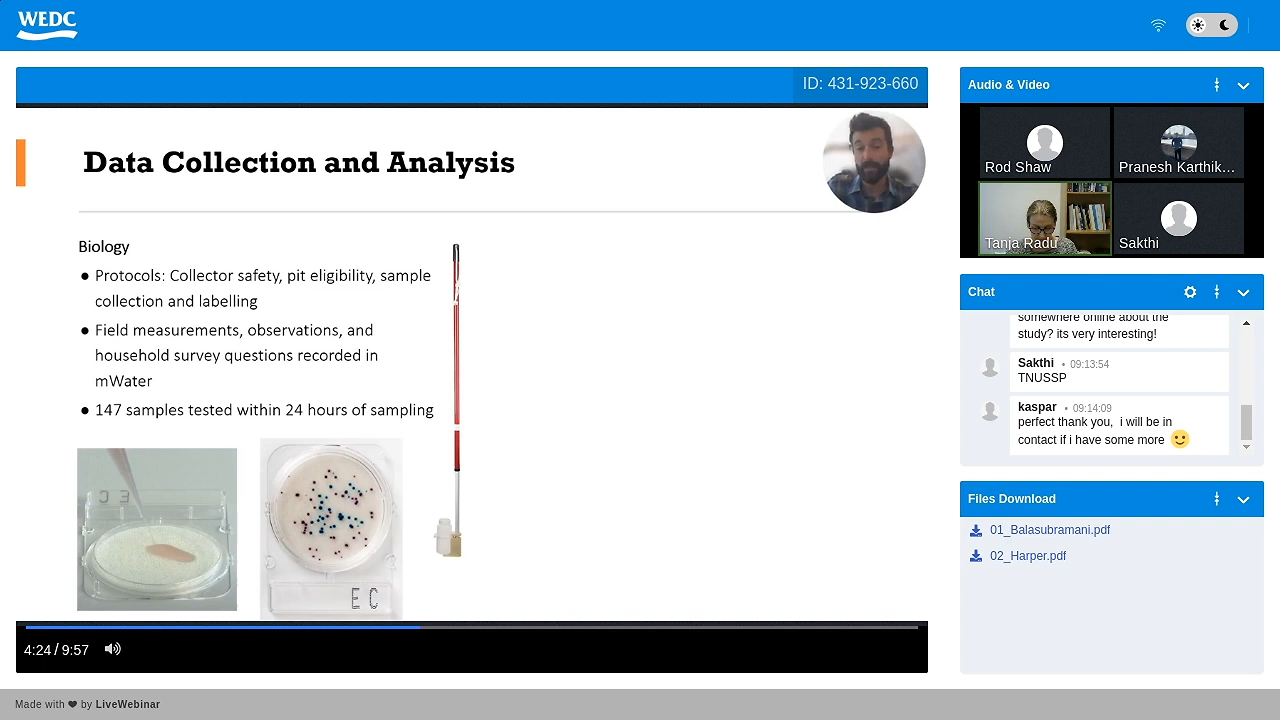 WEDC
ID: 431-923-660
Data Collection and Analysis
Biology
● Protocols: Collector safety, pit eligibility, sample
collection and labelling
● Field measurements, observations, and
household survey questions recorded in
mWater
● 147 samples tested within 24 hours of sampling
EC
EC
4:24 / 9:57
Audio & Video
Rod Shaw
Pranesh Karthik...
Tanja Radu
Sakthi
Chat
somewhere online about the
study? its very interesting!
Sakthi • 09:13:54
TNUSSP
kaspar • 09:14:09
perfect thank you, i will be in
contact if i have some more 🙂
Files Download
01_Balasubramani.pdf
02_Harper.pdf
Made with ❤ by LiveWebinar